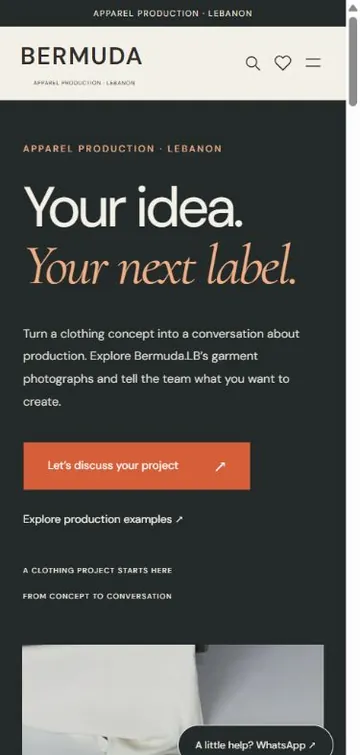 APPAREL PRODUCTION · LEBANON
BERMUDA
APPAREL PRODUCTION · LEBANON
APPAREL PRODUCTION · LEBANON
Your idea.
Your next label.
Turn a clothing concept into a conversation about
production. Explore Bermuda.LB's garment
photographs and tell the team what you want to
create.
Let's discuss your project ↗
Explore production examples ↗
A CLOTHING PROJECT STARTS HERE
FROM CONCEPT TO CONVERSATION
A little help? WhatsApp ↗